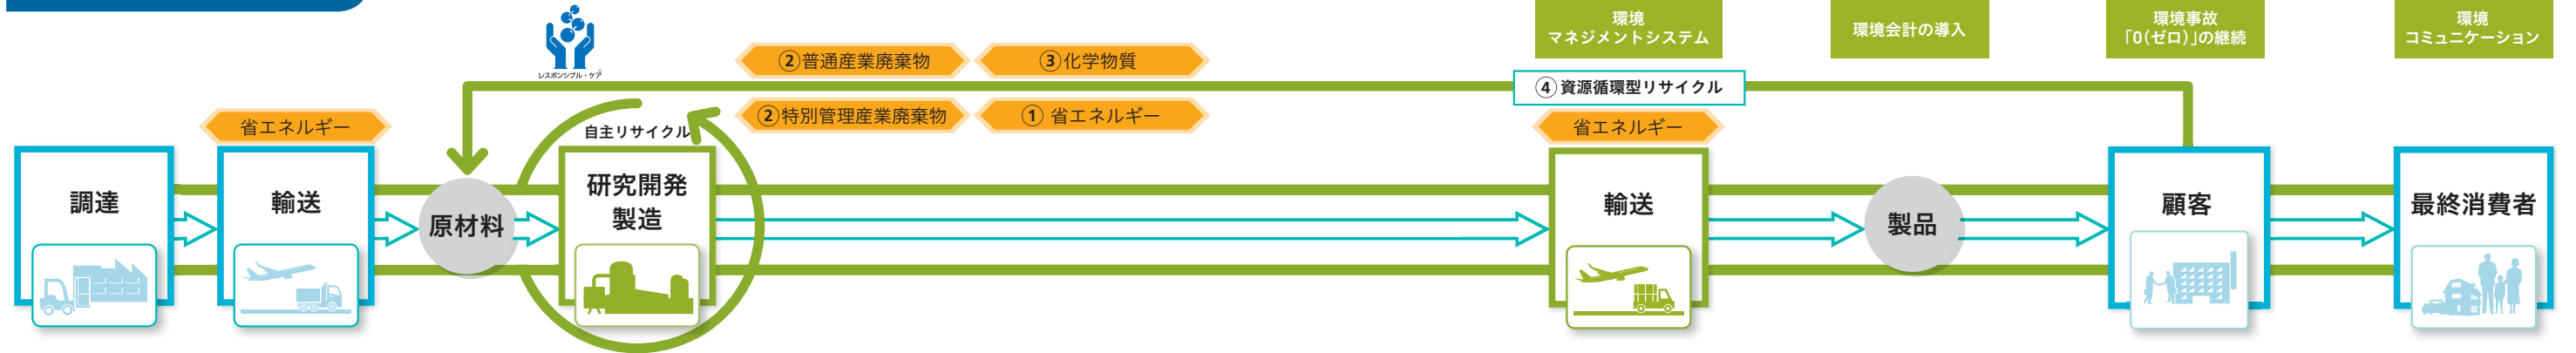 環境
マネジメントシステム
環境会計の導入
環境事故
「0(ゼロ)」の継続
環境
コミュニケーション
レスポンシブル・ケア®
②普通産業廃棄物
③化学物質
④資源循環型リサイクル
②特別管理産業廃棄物
① 省エネルギー
省エネルギー
自主リサイクル
省エネルギー
調達
輸送
原材料
研究開発
製造
輸送
製品
顧客
最終消費者